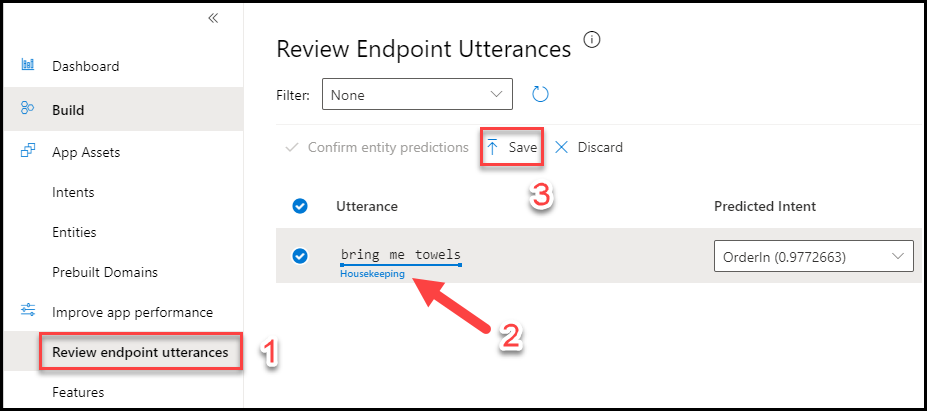 Dashboard
Build
App Assets
Intents
Entities
Prebuilt Domains
Improve app performance
Review endpoint utterances
Features
1
Review Endpoint Utterances
Filter: None
Confirm entity predictions Save Discard
3
Utterance Predicted Intent
bring me towels OrderIn (0.9772663)
Housekeeping
2